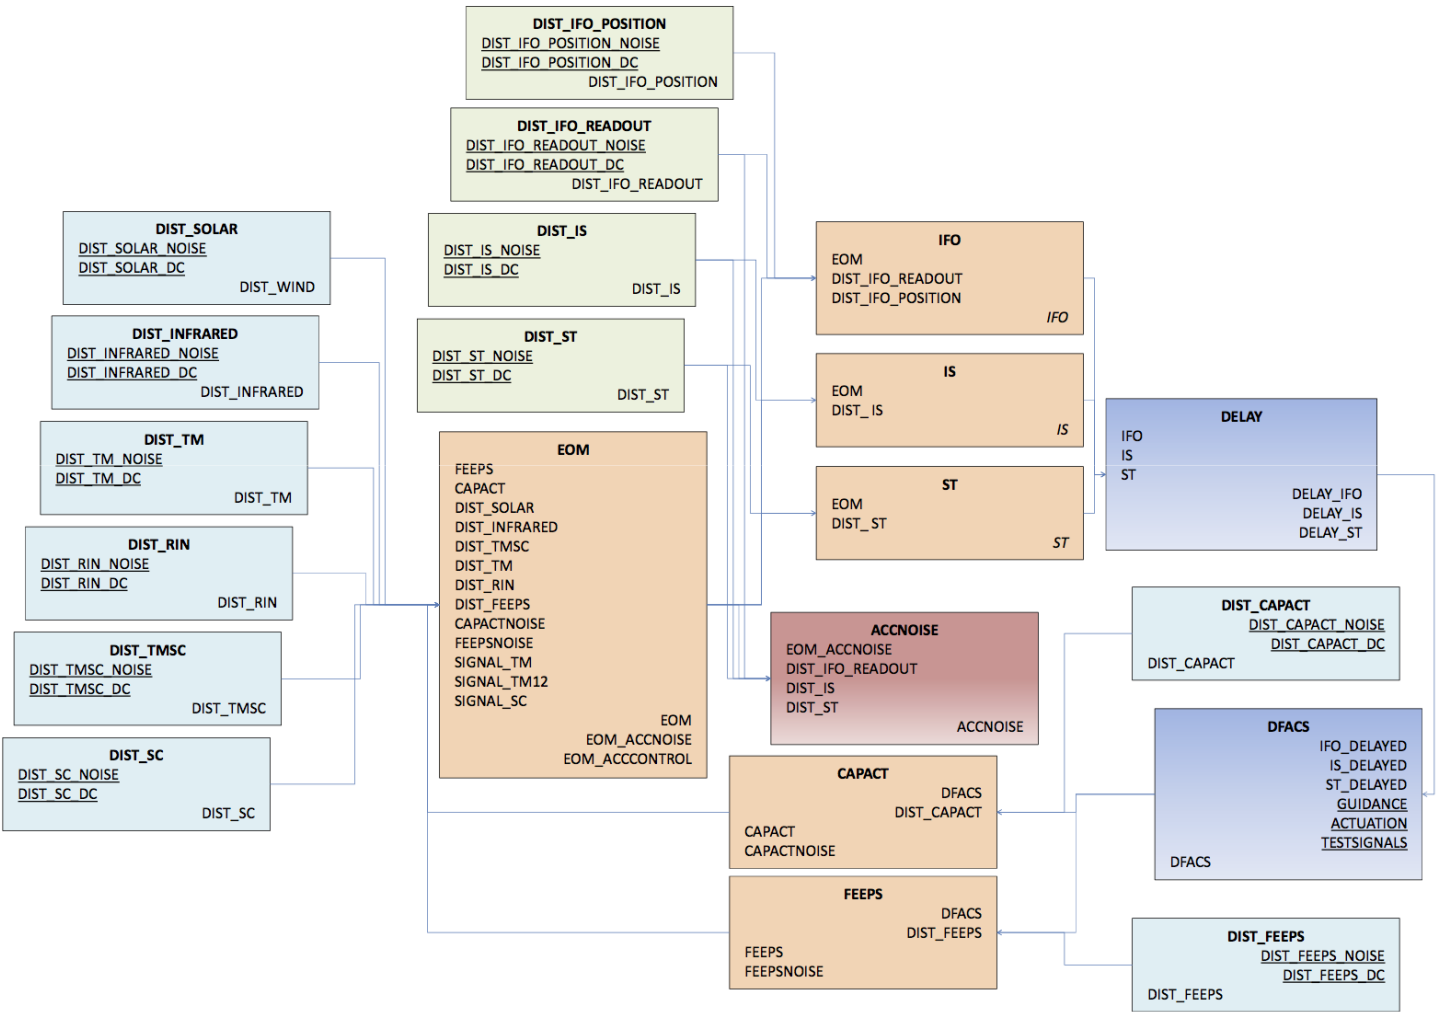 DIST_IFO_POSITION
DIST_IFO_POSITION_NOISE
DIST_IFO_POSITION_DC
DIST_IFO_POSITION
DIST_IFO_READOUT
DIST_IFO_READOUT_NOISE
DIST_IFO_READOUT_DC
DIST_IFO_READOUT
DIST_SOLAR
DIST_SOLAR_NOISE
DIST_SOLAR_DC
DIST_WIND
DIST_IS
DIST_IS_NOISE
DIST_IS_DC
DIST_IS
IFO
EOM
DIST_IFO_READOUT
DIST_IFO_POSITION
IFO
DIST_INFRARED
DIST_INFRARED_NOISE
DIST_INFRARED_DC
DIST_INFRARED
DIST_ST
DIST_ST_NOISE
DIST_ST_DC
DIST_ST
IS
EOM
DIST_ IS
IS
DIST_TM
DIST_TM_NOISE
DIST_TM_DC
DIST_TM
EOM
FEEPS
CAPACT
DIST_SOLAR
DIST_INFRARED
DIST_TMSC
DIST_TM
DIST_RIN
DIST_FEEPS
CAPACTNOISE
FEEPSNOISE
SIGNAL_TM
SIGNAL_TM12
SIGNAL_SC
EOM
EOM_ACCNOISE
EOM_ACCCONTROL
ST
EOM
DIST_ ST
ST
DELAY
IFO
IS
ST
DELAY_IFO
DELAY_IS
DELAY_ST
DIST_RIN
DIST_RIN_NOISE
DIST_RIN_DC
DIST_RIN
DIST_TMSC
DIST_TMSC_NOISE
DIST_TMSC_DC
DIST_TMSC
ACCNOISE
EOM_ACCNOISE
DIST_IFO_READOUT
DIST_IS
DIST_ST
ACCNOISE
DIST_CAPACT
DIST_CAPACT_NOISE
DIST_CAPACT_DC
DIST_CAPACT
DIST_SC
DIST_SC_NOISE
DIST_SC_DC
DIST_SC
CAPACT
DFACS
DIST_CAPACT
CAPACT
CAPACTNOISE
DFACS
IFO_DELAYED
IS_DELAYED
ST_DELAYED
GUIDANCE
ACTUATION
TESTSIGNALS
DFACS
FEEPS
DFACS
DIST_FEEPS
FEEPS
FEEPSNOISE
DIST_FEEPS
DIST_FEEPS_NOISE
DIST_FEEPS_DC
DIST_FEEPS